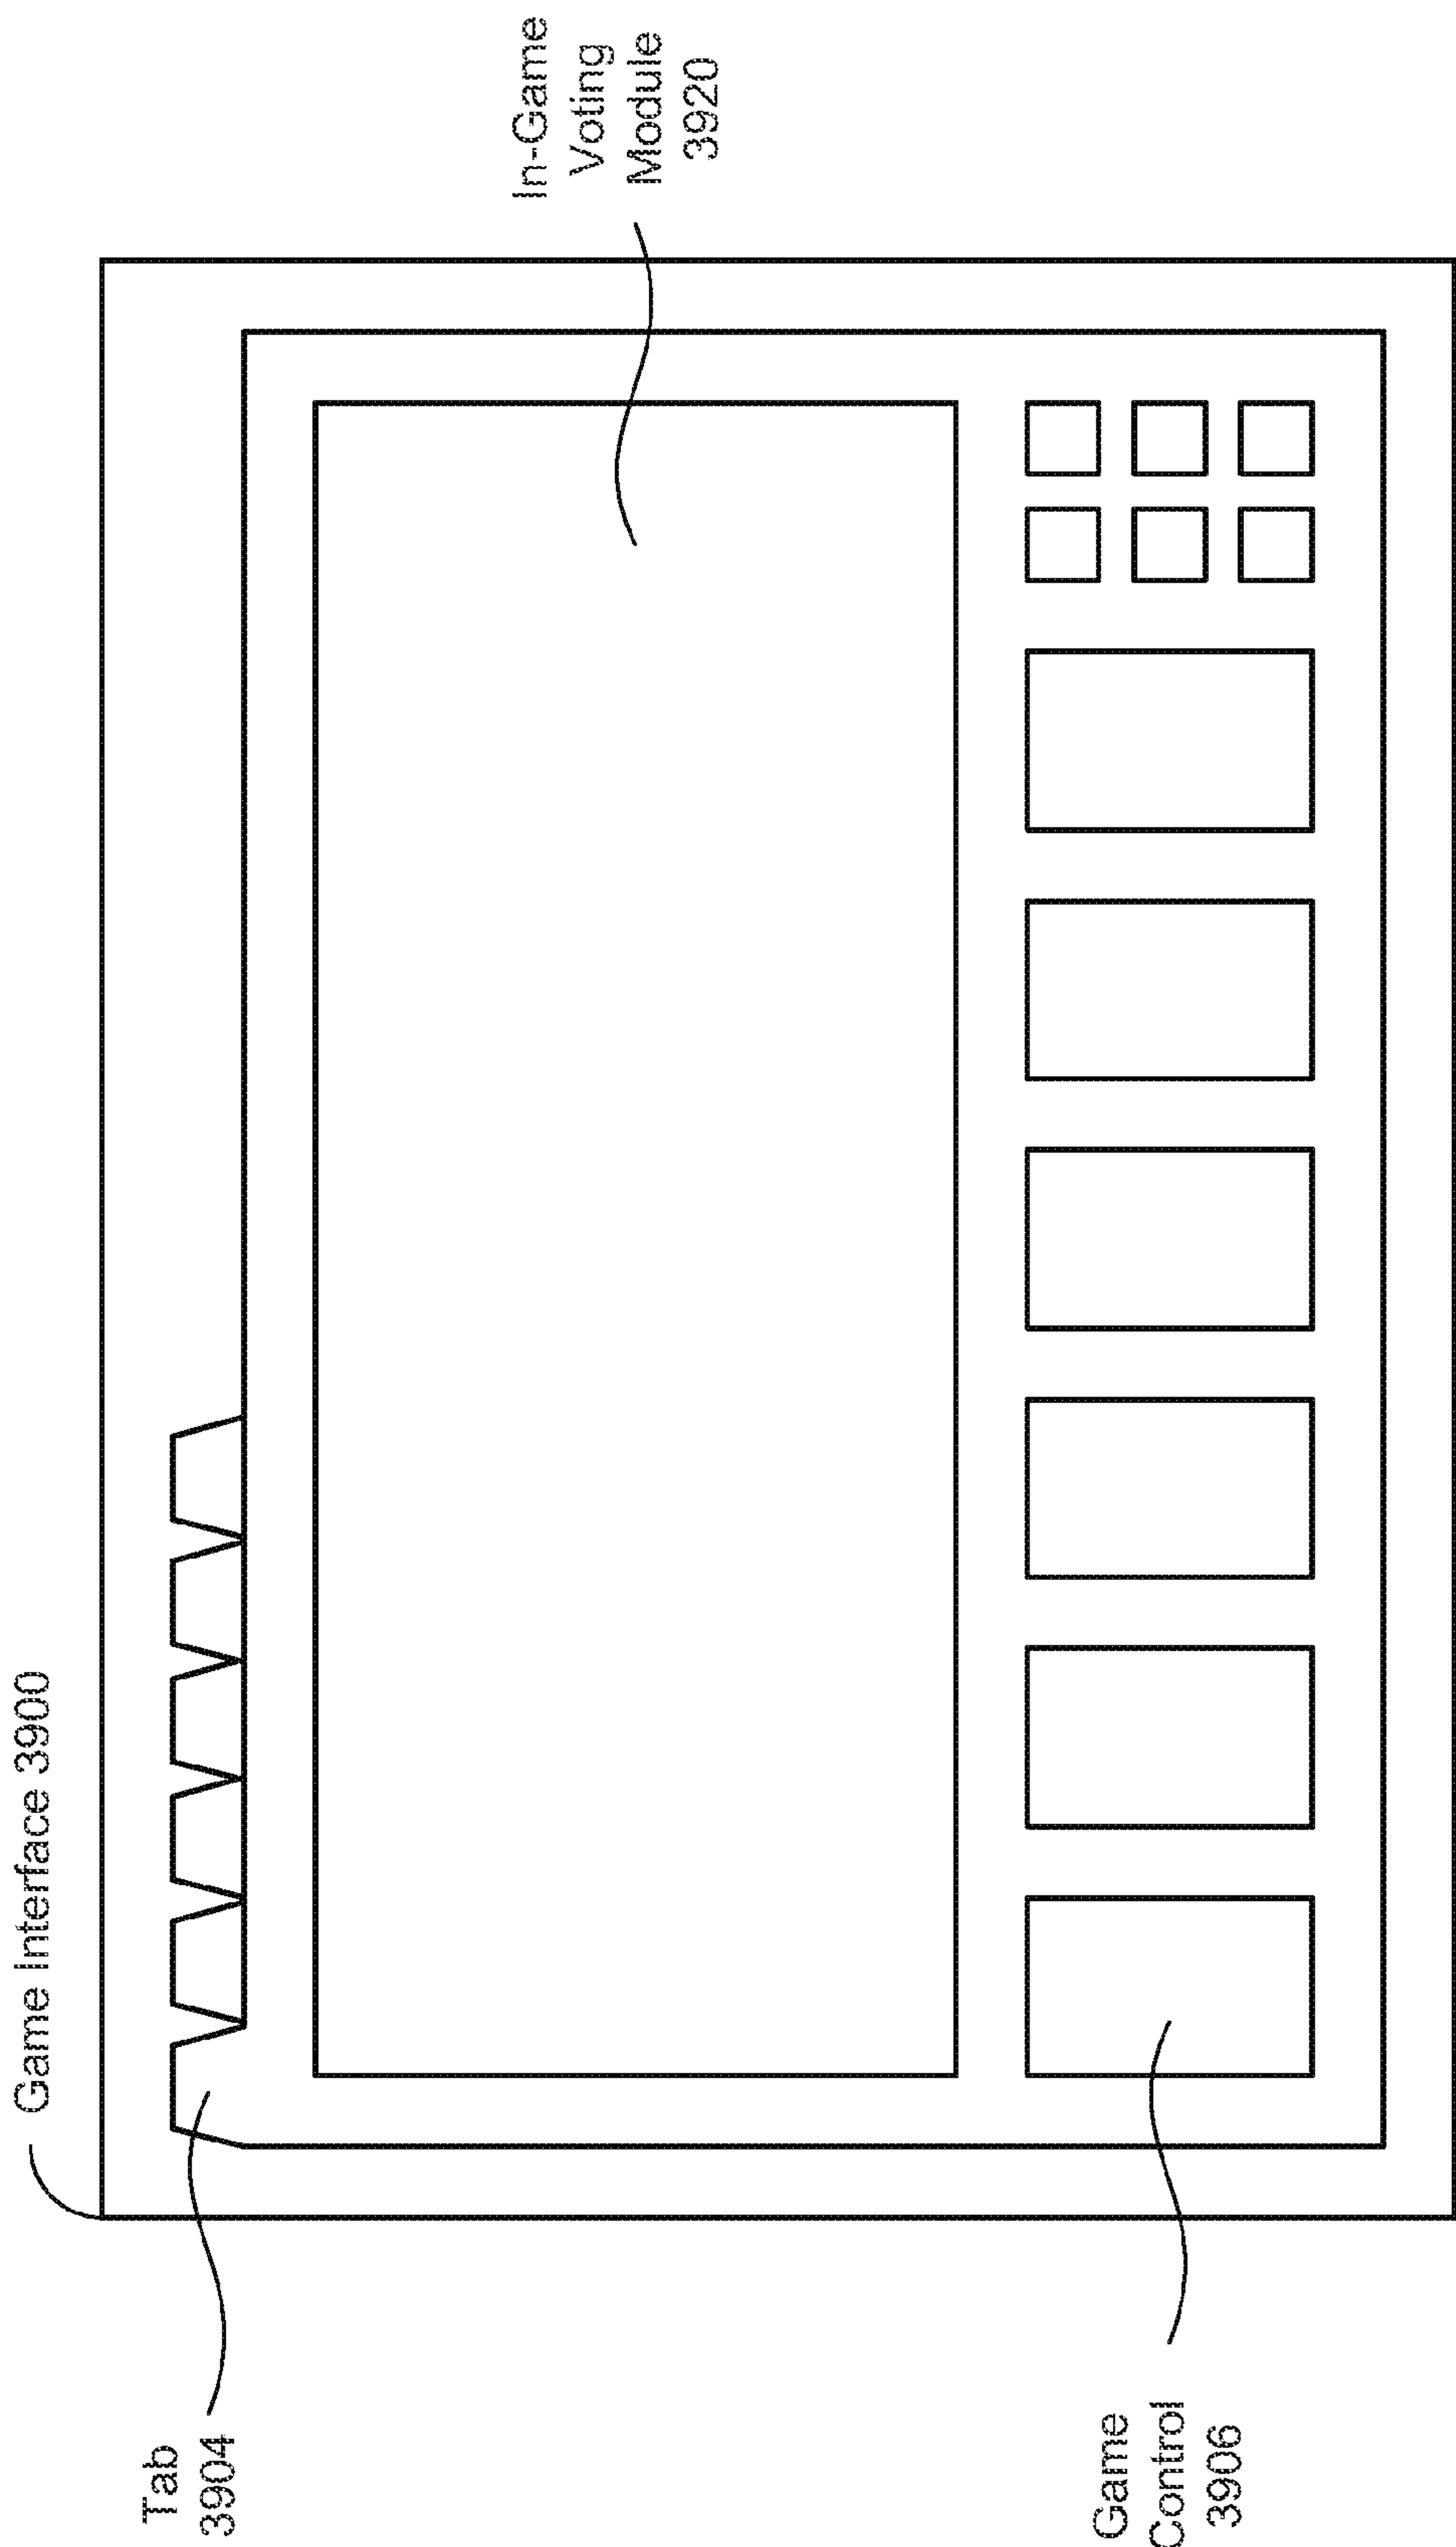 Game Interface 3900
Tab
3904
In-Game
Voting
Module
3920
Game
Control
3906